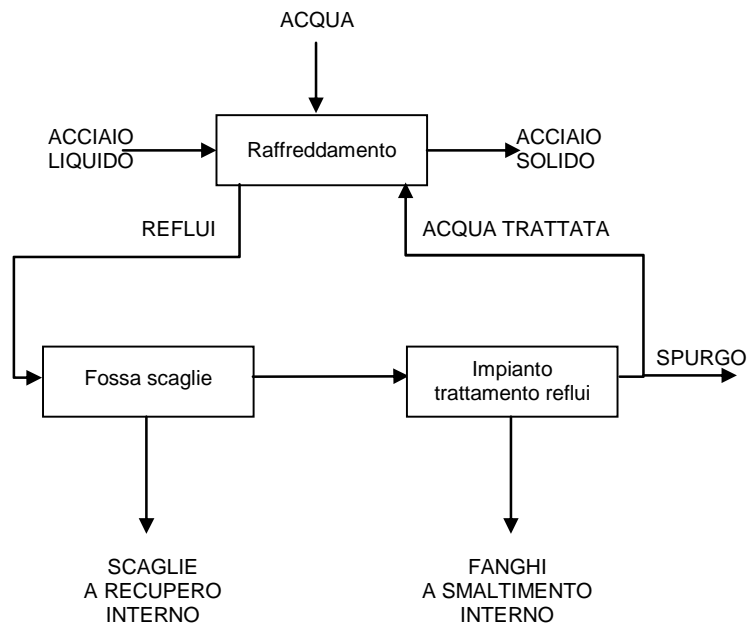 ACQUA
ACCIAIO
LIQUIDO
Raffreddamento
ACCIAIO
SOLIDO
REFLUI
ACQUA TRATTATA
Fossa scaglie
Impianto
trattamento reflui
SPURGO
SCAGLIE
A RECUPERO
INTERNO
FANGHI
A SMALTIMENTO
INTERNO